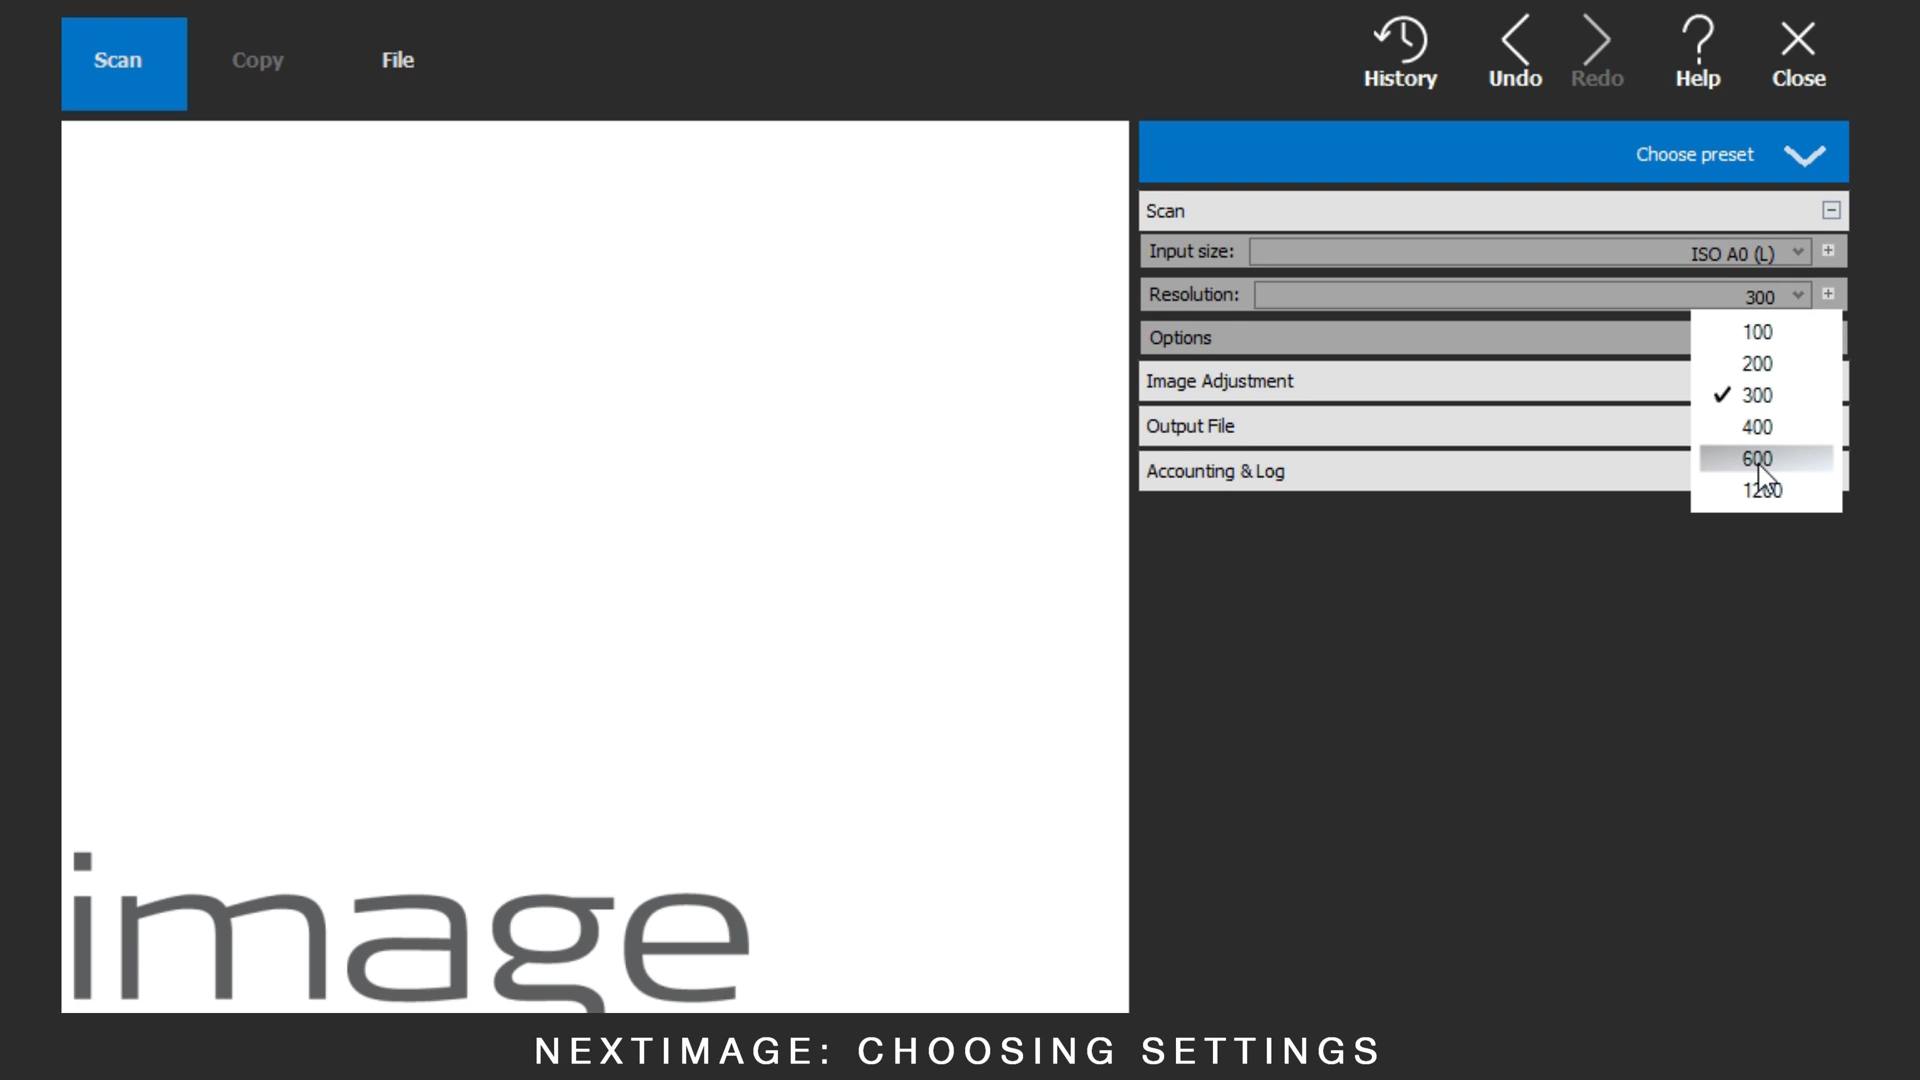 Scan
Copy
File
History
Undo
Redo
Help
Close
Choose preset
Scan
Input size:
ISO A0 (L)
Resolution:
300
Options
100
200
300
400
600
1200
Image Adjustment
Output File
Accounting & Log
image
NEXTIMAGE: CHOOSING SETTINGS